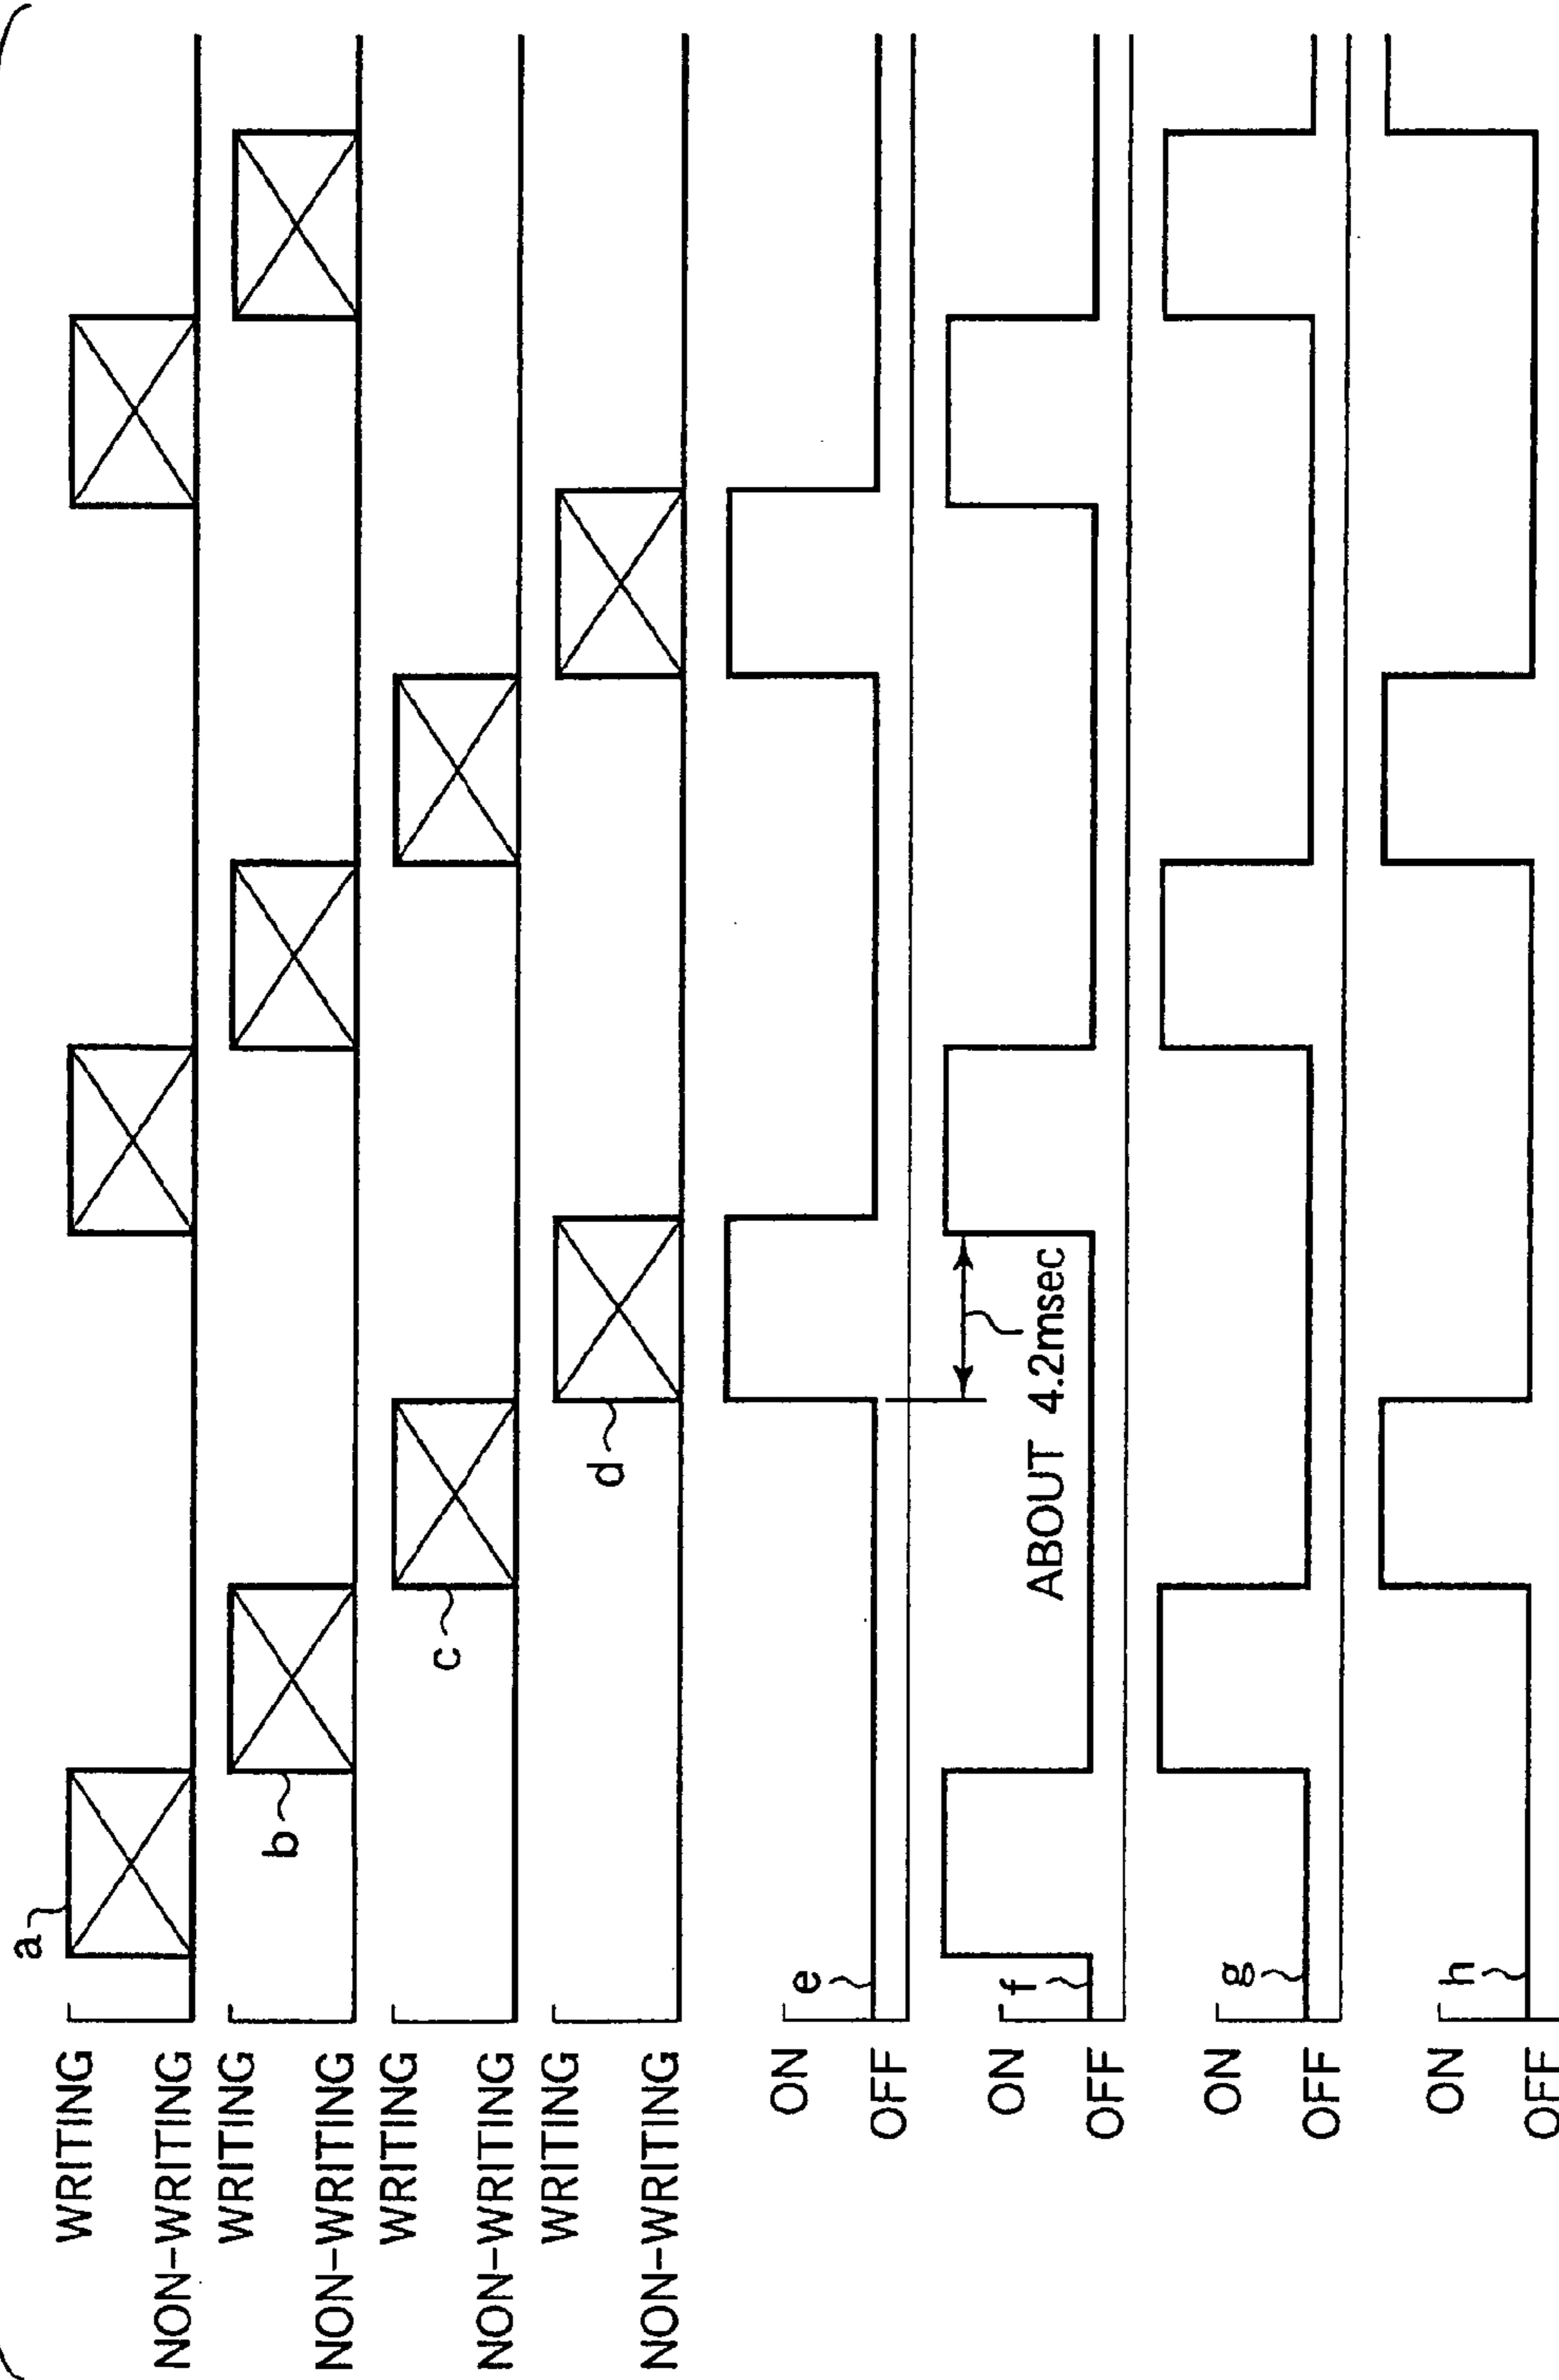 WRITING
a
NON-WRITING
WRITING
b
NON-WRITING
WRITING
c
NON-WRITING
WRITING
d
NON-WRITING
ON
e
OFF
ON
f
ABOUT 4.2msec
OFF
ON
g
OFF
ON
h
OFF